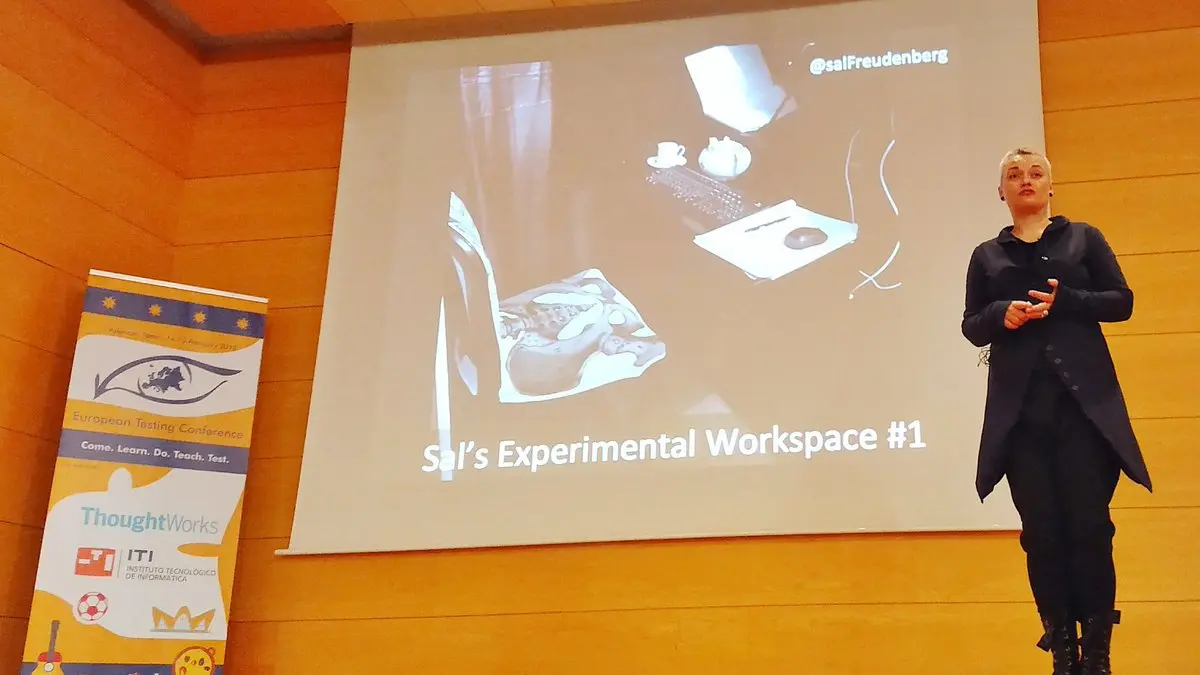 @salFreudenberg
Sal's Experimental Workspace #1
European Testing Conference
Come. Learn. Do. Teach. Test.
ThoughtWorks
ITI
INSTITUTO TECNOLÓGICO
DE INFORMÁTICA